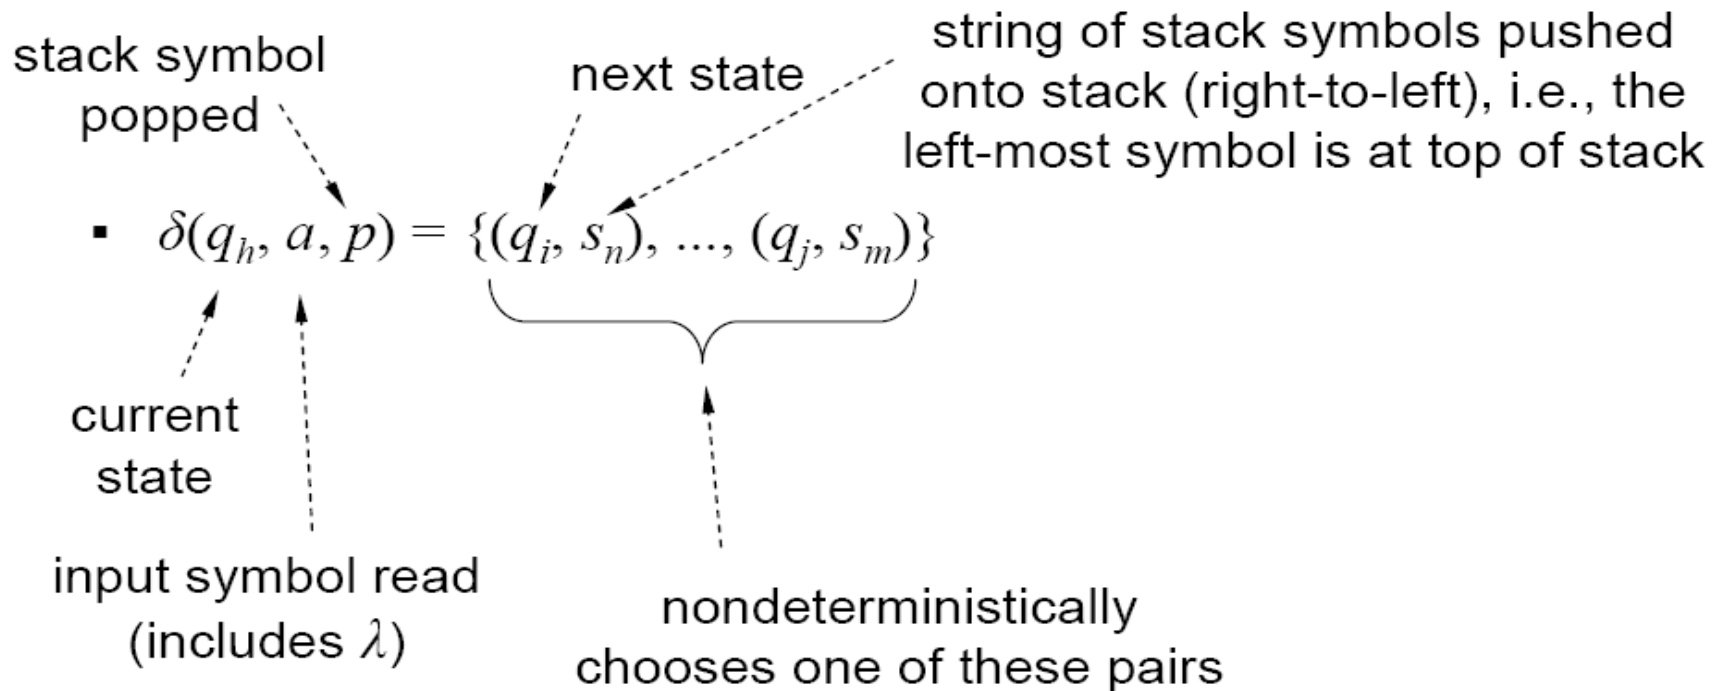 stack symbol
popped
next state
string of stack symbols pushed
onto stack (right-to-left), i.e., the
left-most symbol is at top of stack
▪ δ(q_h, a, p) = {(q_i, s_n), ..., (q_j, s_m)}
current
state
input symbol read
(includes λ)
nondeterministically
chooses one of these pairs